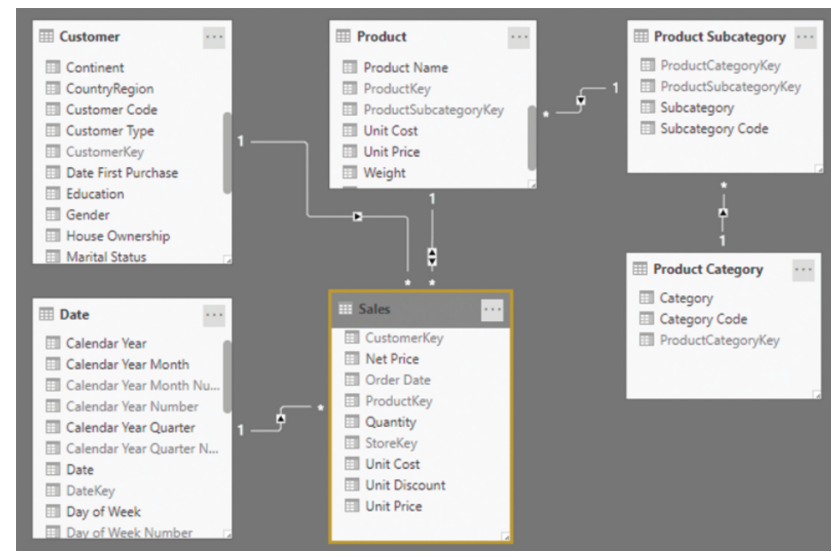 Customer
Continent
CountryRegion
Customer Code
Customer Type
CustomerKey
Date First Purchase
Education
Gender
House Ownership
Marital Status
1
Product
Product Name
ProductKey
ProductSubcategoryKey
Unit Cost
Unit Price
Weight
*
1
Product Subcategory
ProductCategoryKey
ProductSubcategoryKey
Subcategory
Subcategory Code
1
*
*
*
1
Product Category
Category
Category Code
ProductCategoryKey
Date
Calendar Year
Calendar Year Month
Calendar Year Month Nu...
Calendar Year Number
Calendar Year Quarter
Calendar Year Quarter N...
Date
DateKey
Day of Week
Day of Week Number
1
*
Sales
CustomerKey
Net Price
Order Date
ProductKey
Quantity
StoreKey
Unit Cost
Unit Discount
Unit Price